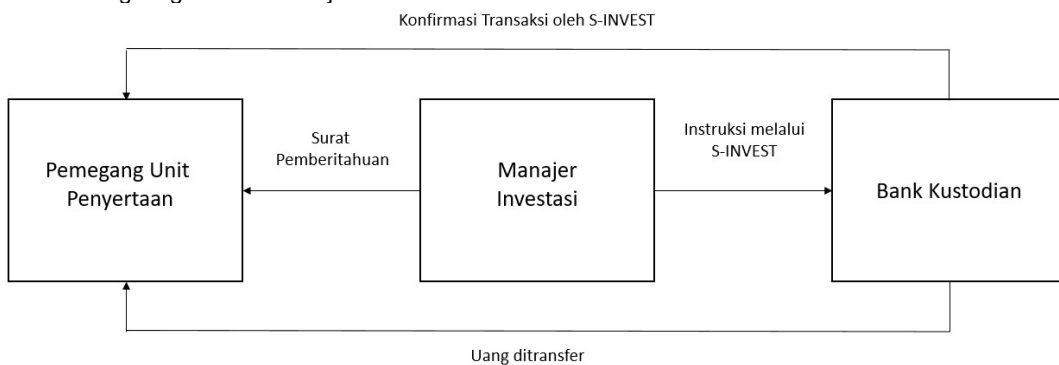 Konfirmasi Transaksi oleh S-INVEST
Surat
Pemberitahuan
Instruksi melalui
S-INVEST
Pemegang Unit
Penyertaan
Manajer
Investasi
Bank Kustodian
Uang ditransfer